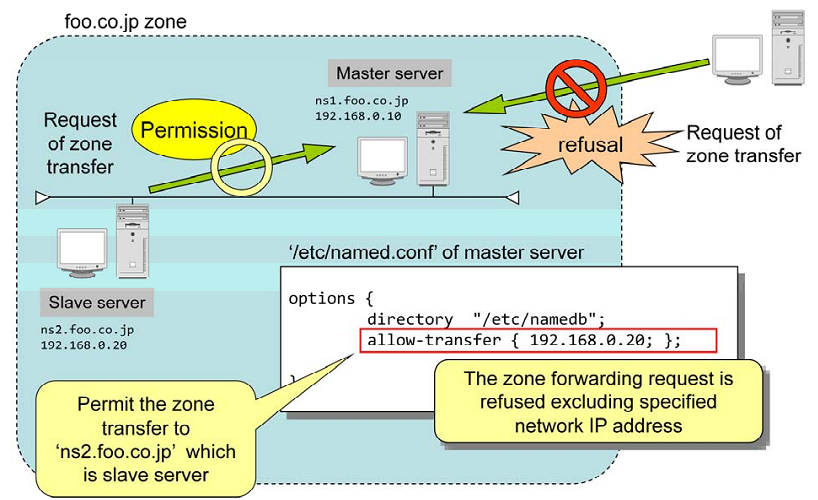 foo.co.jp zone
Master server
ns1.foo.co.jp
192.168.0.10
Request
of zone
transfer
Permission
refusal
Request of
zone transfer
Slave server
ns2.foo.co.jp
192.168.0.20
‘/etc/named.conf’ of master server
options {
directory "/etc/namedb";
allow-transfer { 192.168.0.20; };
}
Permit the zone
transfer to
‘ns2.foo.co.jp’ which
is slave server
The zone forwarding request is
refused excluding specified
network IP address